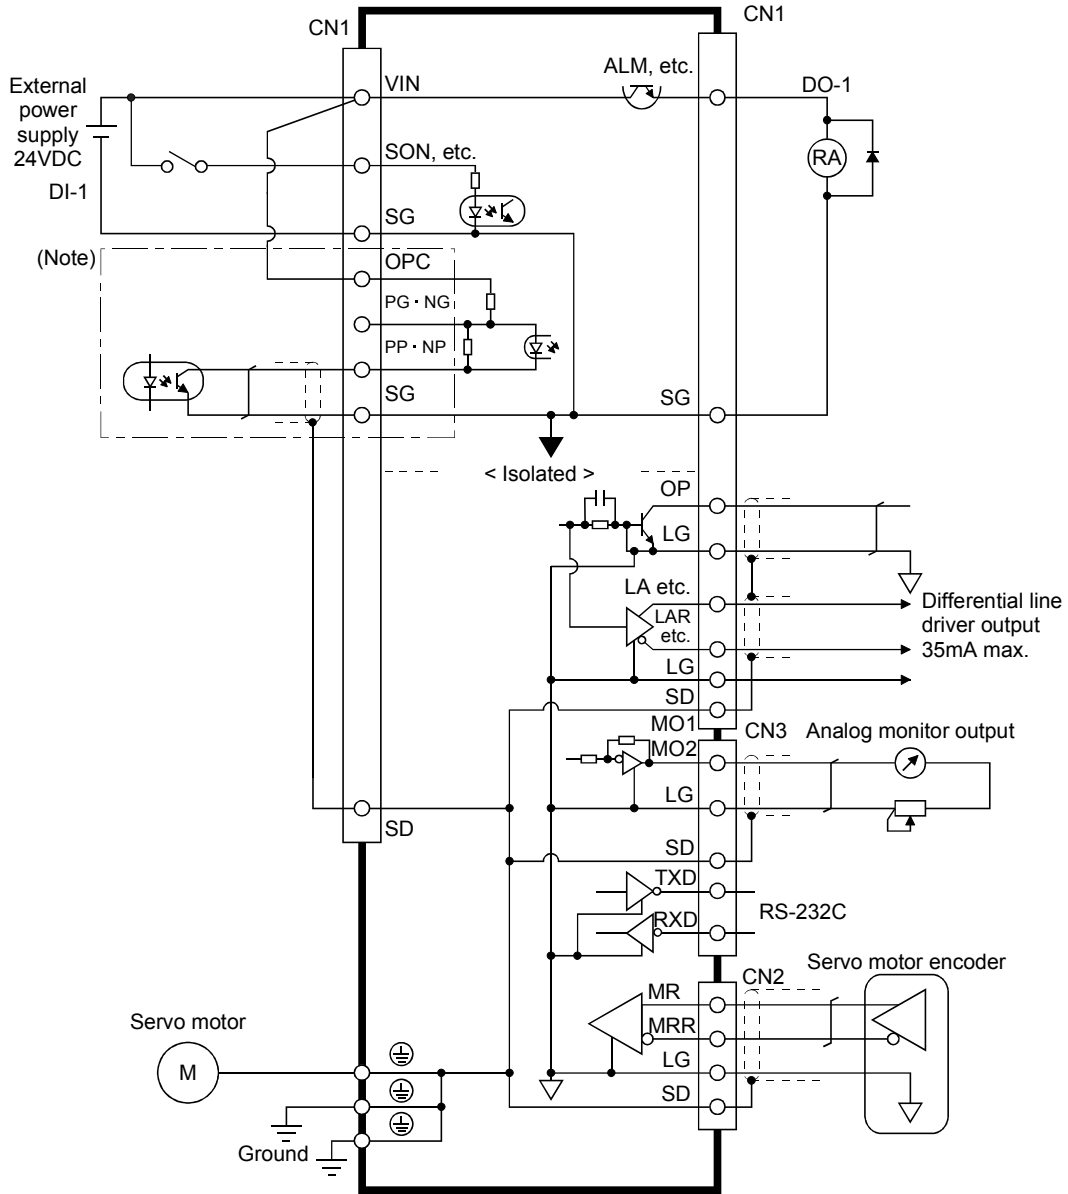 CN1
CN1
External
power
supply
24VDC
DI-1
VIN
ALM, etc.
DO-1
RA
SON, etc.
SG
(Note)
OPC
PG・NG
PP・NP
SG
SG
< Isolated >
OP
LG
LA etc.
LAR
etc.
LG
SD
Differential line
driver output
35mA max.
MO1
MO2
CN3
Analog monitor output
LG
SD
SD
TXD
RXD
RS-232C
CN2
Servo motor encoder
MR
MRR
LG
SD
Servo motor
M
Ground